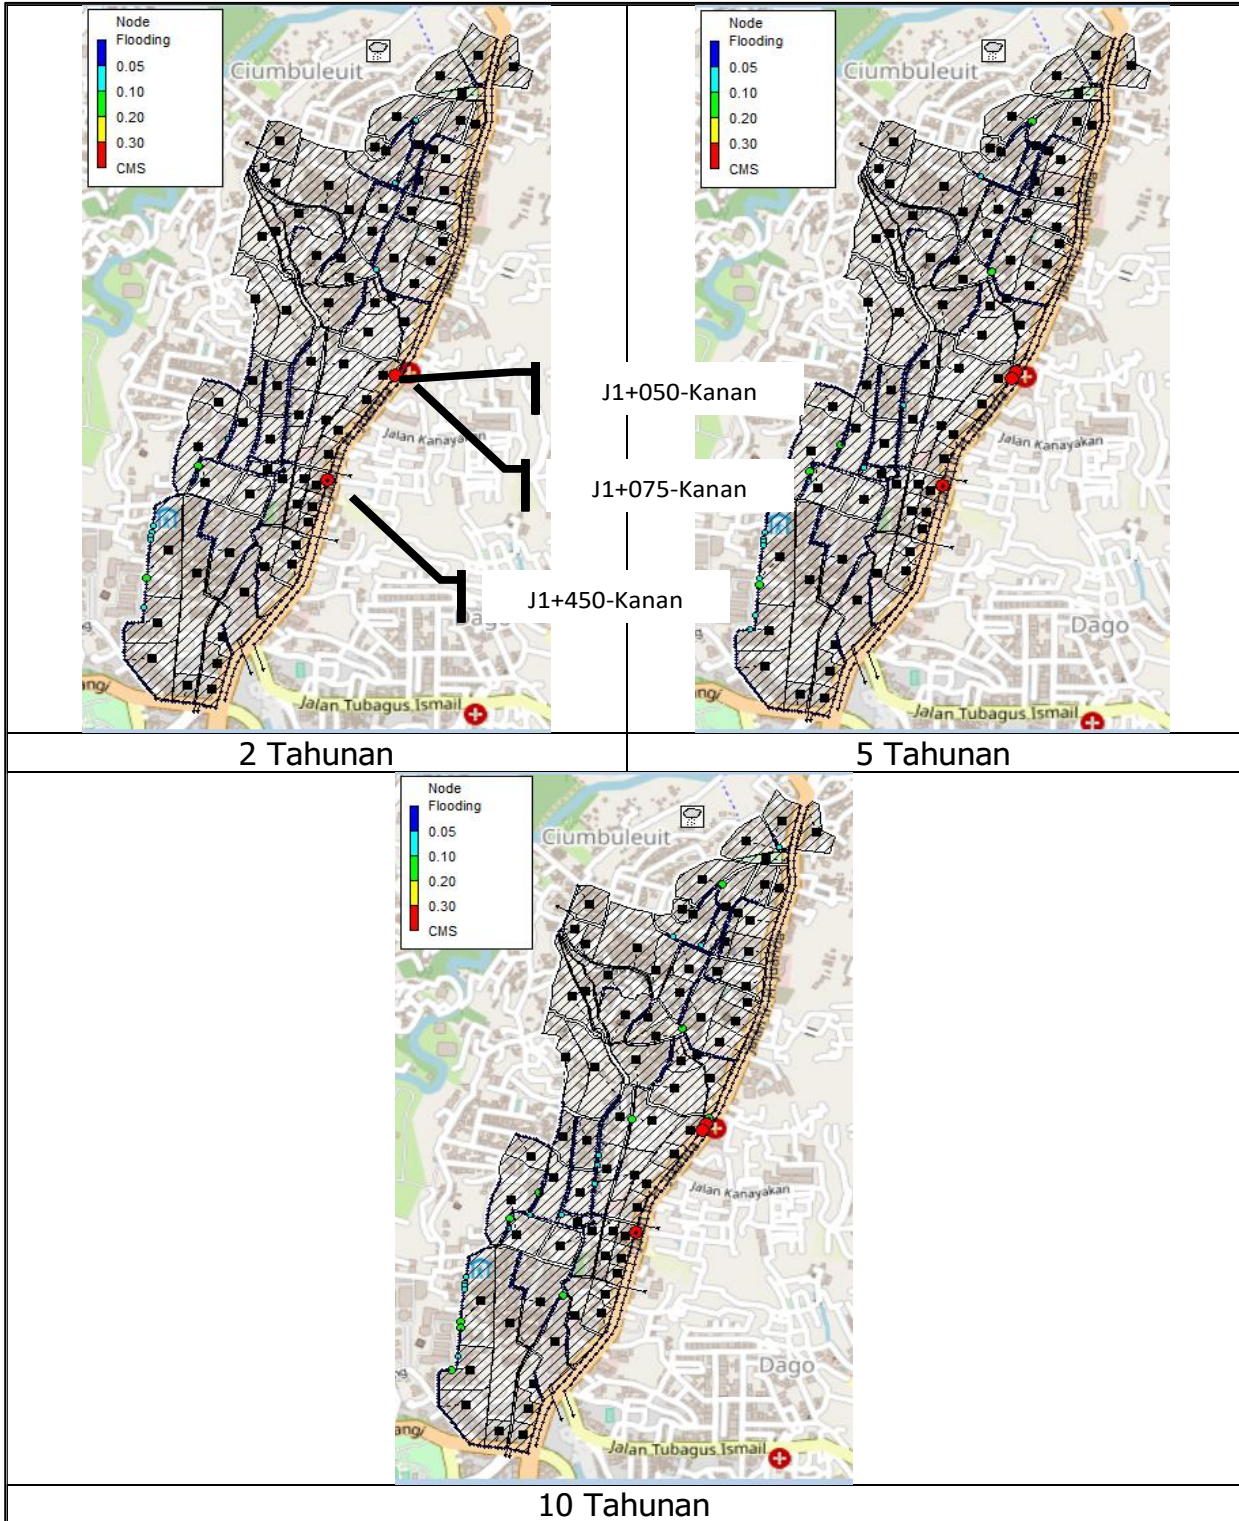 Node
Flooding
0.05
0.10
0.20
0.30
CMS
Ciumbuleuit
Jalan Kanayakan
Jalan Tubagus Ismail
J1+050-Kanan
J1+075-Kanan
J1+450-Kanan
2 Tahunan
Node
Flooding
0.05
0.10
0.20
0.30
CMS
Ciumbuleuit
Jalan Kanayakan
Dago
Jalan Tubagus Ismail
5 Tahunan
Node
Flooding
0.05
0.10
0.20
0.30
CMS
Ciumbuleuit
Jalan Kanayakan
Dago
Jalan Tubagus Ismail
10 Tahunan